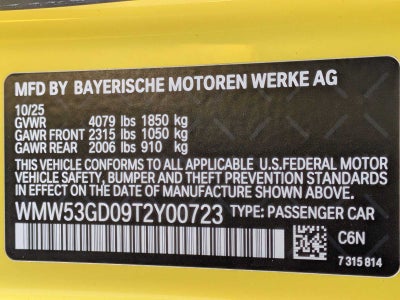 MFD BY BAYERISCHE MOTOREN WERKE AG
10/25
GVWR 4079 lbs 1850 kg
GAWR FRONT 2315 lbs 1050 kg
GAWR REAR 2006 lbs 910 kg
THIS VEHICLE CONFORMS TO ALL APPLICABLE U.S.FEDERAL MOTOR
VEHICLE SAFETY, BUMPER AND THEFT PREVENTION STANDARDS
IN EFFECT ON THE DATE OF MANUFACTURE SHOWN ABOVE.
WMW53GD09T2Y00723 TYPE: PASSENGER CAR
C6N
7 315 814